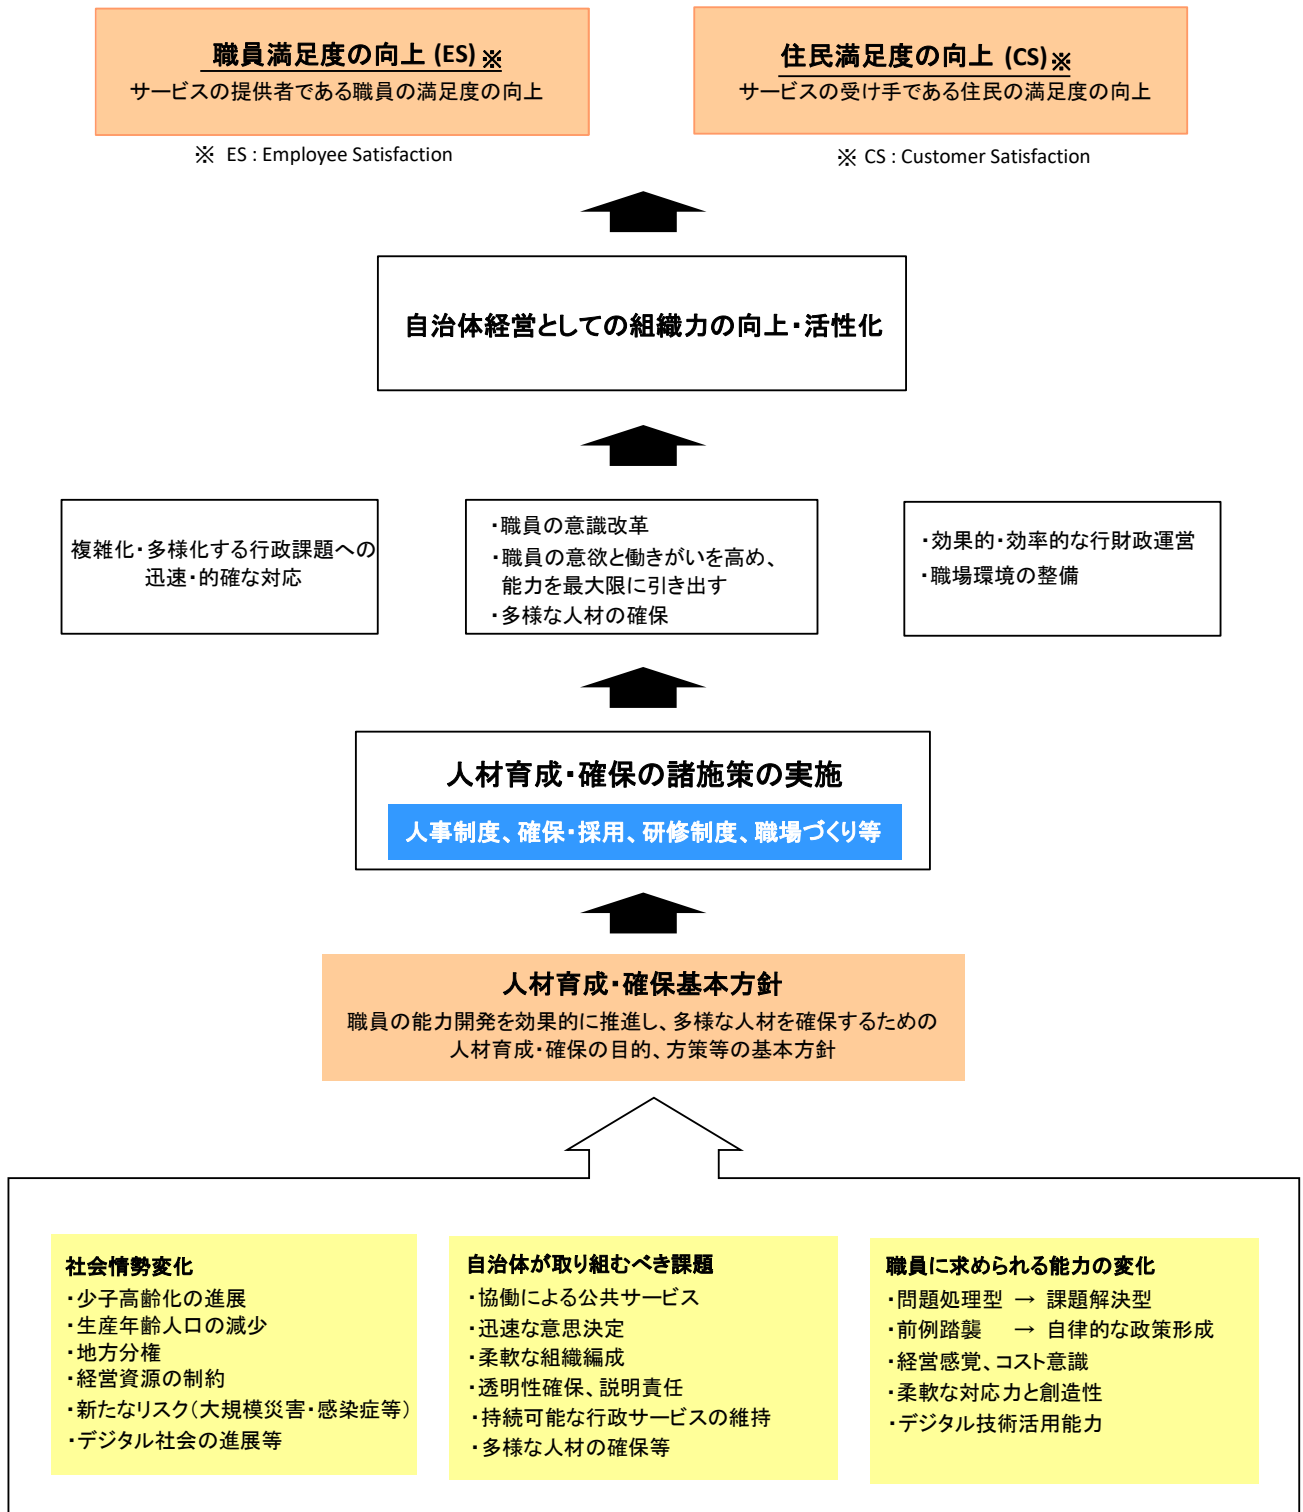 職員満足度の向上 (ES) ※
サービスの提供者である職員の満足度の向上
※ ES : Employee Satisfaction
住民満足度の向上 (CS)※
サービスの受け手である住民の満足度の向上
※ CS : Customer Satisfaction
自治体経営としての組織力の向上・活性化
複雑化・多様化する行政課題への
迅速・的確な対応
・職員の意識改革
・職員の意欲と働きがいを高め、
能力を最大限に引き出す
・多様な人材の確保
・効果的・効率的な行財政運営
・職場環境の整備
人材育成・確保の諸施策の実施
人事制度、確保・採用、研修制度、職場づくり等
人材育成・確保基本方針
職員の能力開発を効果的に推進し、多様な人材を確保するための
人材育成・確保の目的、方策等の基本方針
社会情勢変化
・少子高齢化の進展
・生産年齢人口の減少
・地方分権
・経営資源の制約
・新たなリスク(大規模災害・感染症等)
・デジタル社会の進展等
自治体が取り組むべき課題
・協働による公共サービス
・迅速な意思決定
・柔軟な組織編成
・透明性確保、説明責任
・持続可能な行政サービスの維持
・多様な人材の確保等
職員に求められる能力の変化
・問題処理型 → 課題解決型
・前例踏襲 → 自律的な政策形成
・経営感覚、コスト意識
・柔軟な対応力と創造性
・デジタル技術活用能力